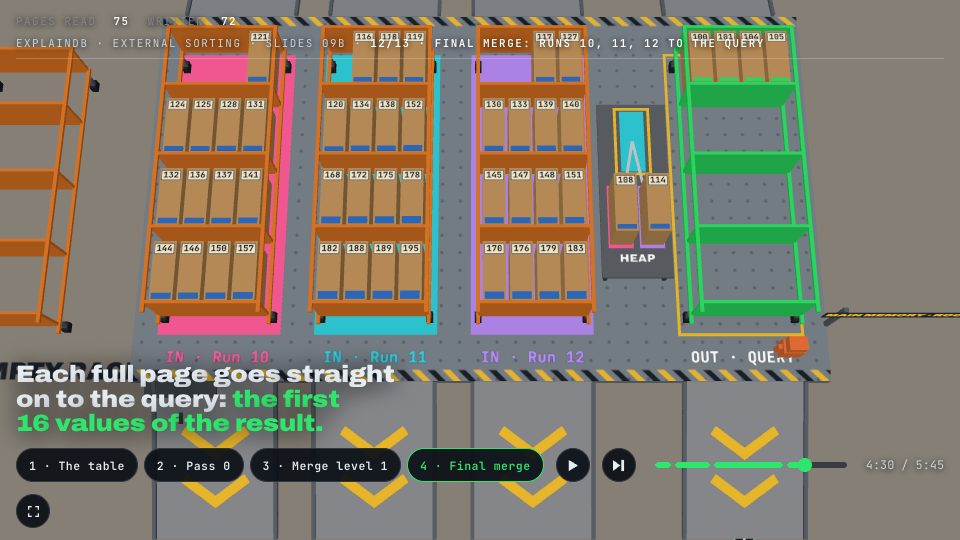 PAGES READ 75 WRITTEN 72
EXPLAINDB · EXTERNAL SORTING · SLIDES 09B · 12/13 · FINAL MERGE: RUNS 10, 11, 12 TO THE QUERY
121 116 118 119 117 127 100 101 104 105
124 125 128 131 120 134 138 152 130 133 139 140
132 136 137 141 168 172 175 178 145 147 148 151 108 114
144 146 150 157 182 188 189 195 170 176 179 183
HEAP
IN · Run 10 IN · Run 11 IN · Run 12 OUT · QUERY
Each full page goes straight
on to the query: the first
16 values of the result.
1 · The table 2 · Pass 0 3 · Merge level 1 4 · Final merge 4:30 / 5:45